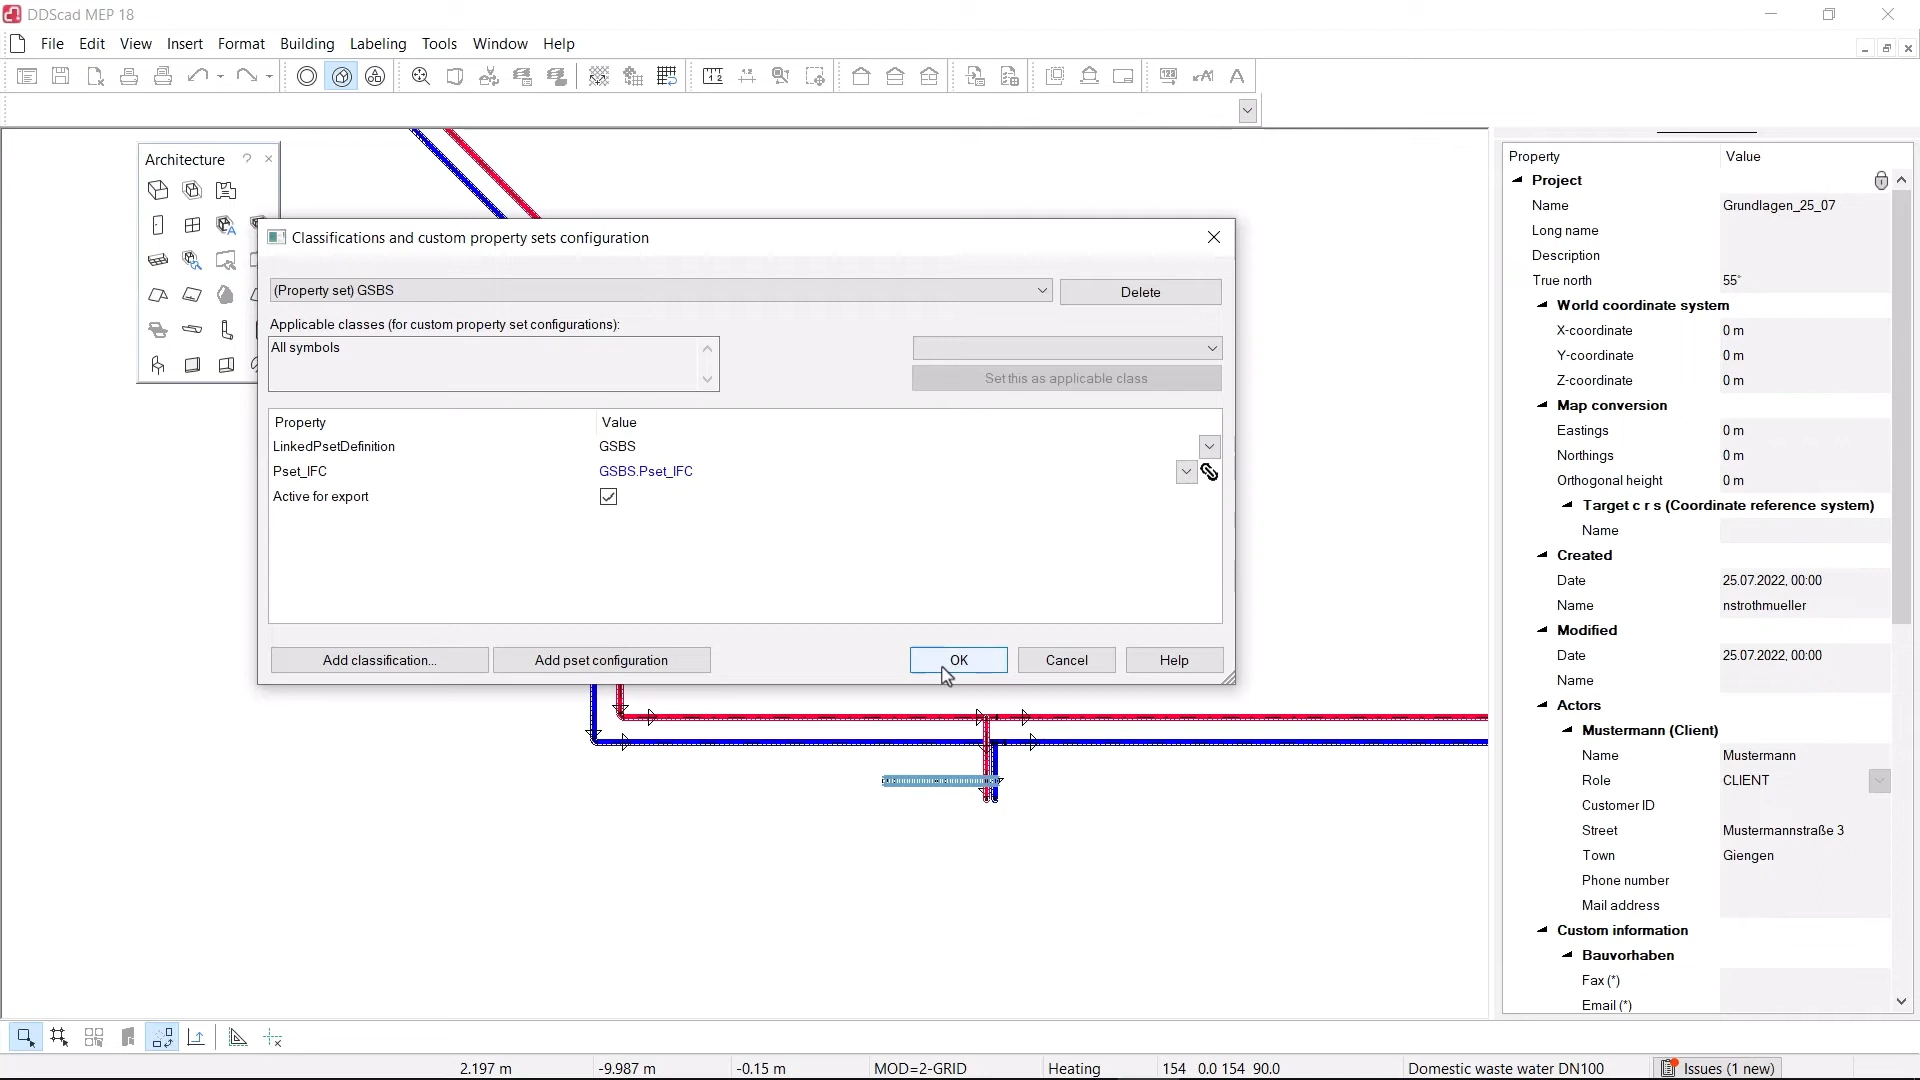 DDScad MEP 18
File Edit View Insert Format Building Labeling Tools Window Help
Architecture ? ×
Classifications and custom property sets configuration
(Property set) GSBS
Delete
Applicable classes (for custom property set configurations):
All symbols
Set this as applicable class
Property Value
LinkedPsetDefinition GSBS
Pset_IFC GSBS.Pset_IFC
Active for export
Add classification... Add pset configuration OK Cancel Help
Property Value
Project
Name Grundlagen_25_07
Long name
Description
True north 55°
World coordinate system
X-coordinate 0 m
Y-coordinate 0 m
Z-coordinate 0 m
Map conversion
Eastings 0 m
Northings 0 m
Orthogonal height 0 m
Target c r s (Coordinate reference system)
Name
Created
Date 25.07.2022, 00:00
Name nstrothmueller
Modified
Date 25.07.2022, 00:00
Name
Actors
Mustermann (Client)
Name Mustermann
Role CLIENT
Customer ID
Street Mustermannstraße 3
Town Giengen
Phone number
Mail address
Custom information
Bauvorhaben
Fax (*)
Email (*)
2.197 m -9.987 m -0.15 m MOD=2-GRID Heating 154 0.0 154 90.0 Domestic waste water DN100 Issues (1 new)